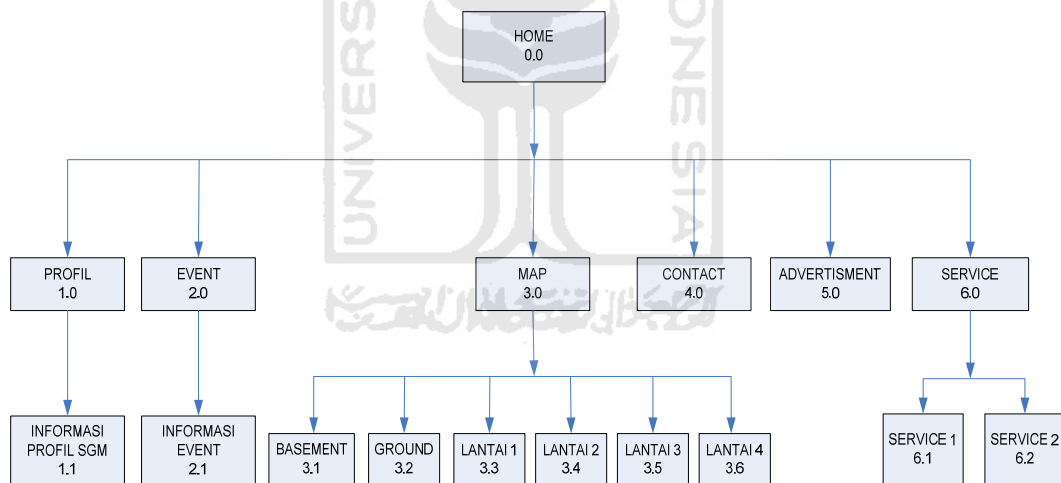 UNIVERS
ONESIA
HOME
0.0
PROFIL
1.0
EVENT
2.0
MAP
3.0
CONTACT
4.0
ADVERTISMENT
5.0
SERVICE
6.0
INFORMASI
PROFIL SGM
1.1
INFORMASI
EVENT
2.1
BASEMENT
3.1
GROUND
3.2
LANTAI 1
3.3
LANTAI 2
3.4
LANTAI 3
3.5
LANTAI 4
3.6
SERVICE 1
6.1
SERVICE 2
6.2